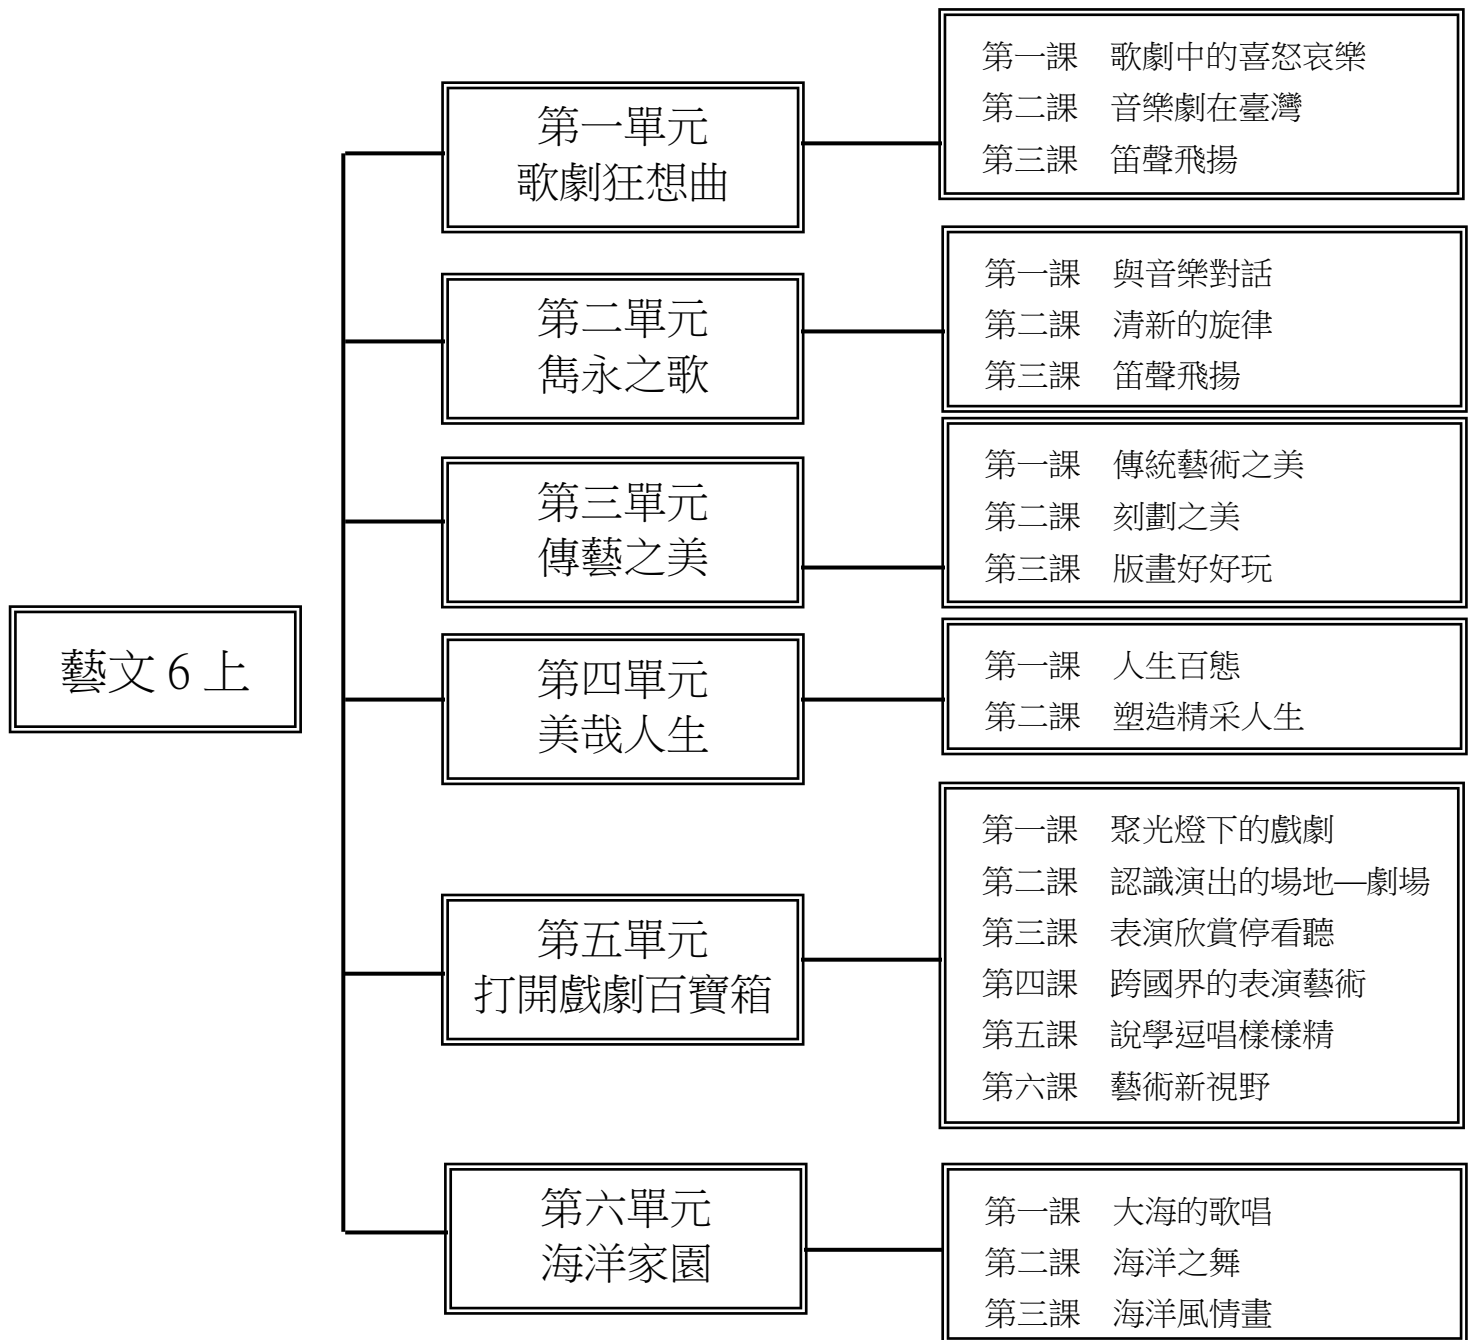 藝文 6 上
第一單元
歌劇狂想曲
第一課　歌劇中的喜怒哀樂
第二課　音樂劇在臺灣
第三課　笛聲飛揚
第二單元
雋永之歌
第一課　與音樂對話
第二課　清新的旋律
第三課　笛聲飛揚
第三單元
傳藝之美
第一課　傳統藝術之美
第二課　刻劃之美
第三課　版畫好好玩
第四單元
美哉人生
第一課　人生百態
第二課　塑造精采人生
第五單元
打開戲劇百寶箱
第一課　聚光燈下的戲劇
第二課　認識演出的場地—劇場
第三課　表演欣賞停看聽
第四課　跨國界的表演藝術
第五課　說學逗唱樣樣精
第六課　藝術新視野
第六單元
海洋家園
第一課　大海的歌唱
第二課　海洋之舞
第三課　海洋風情畫